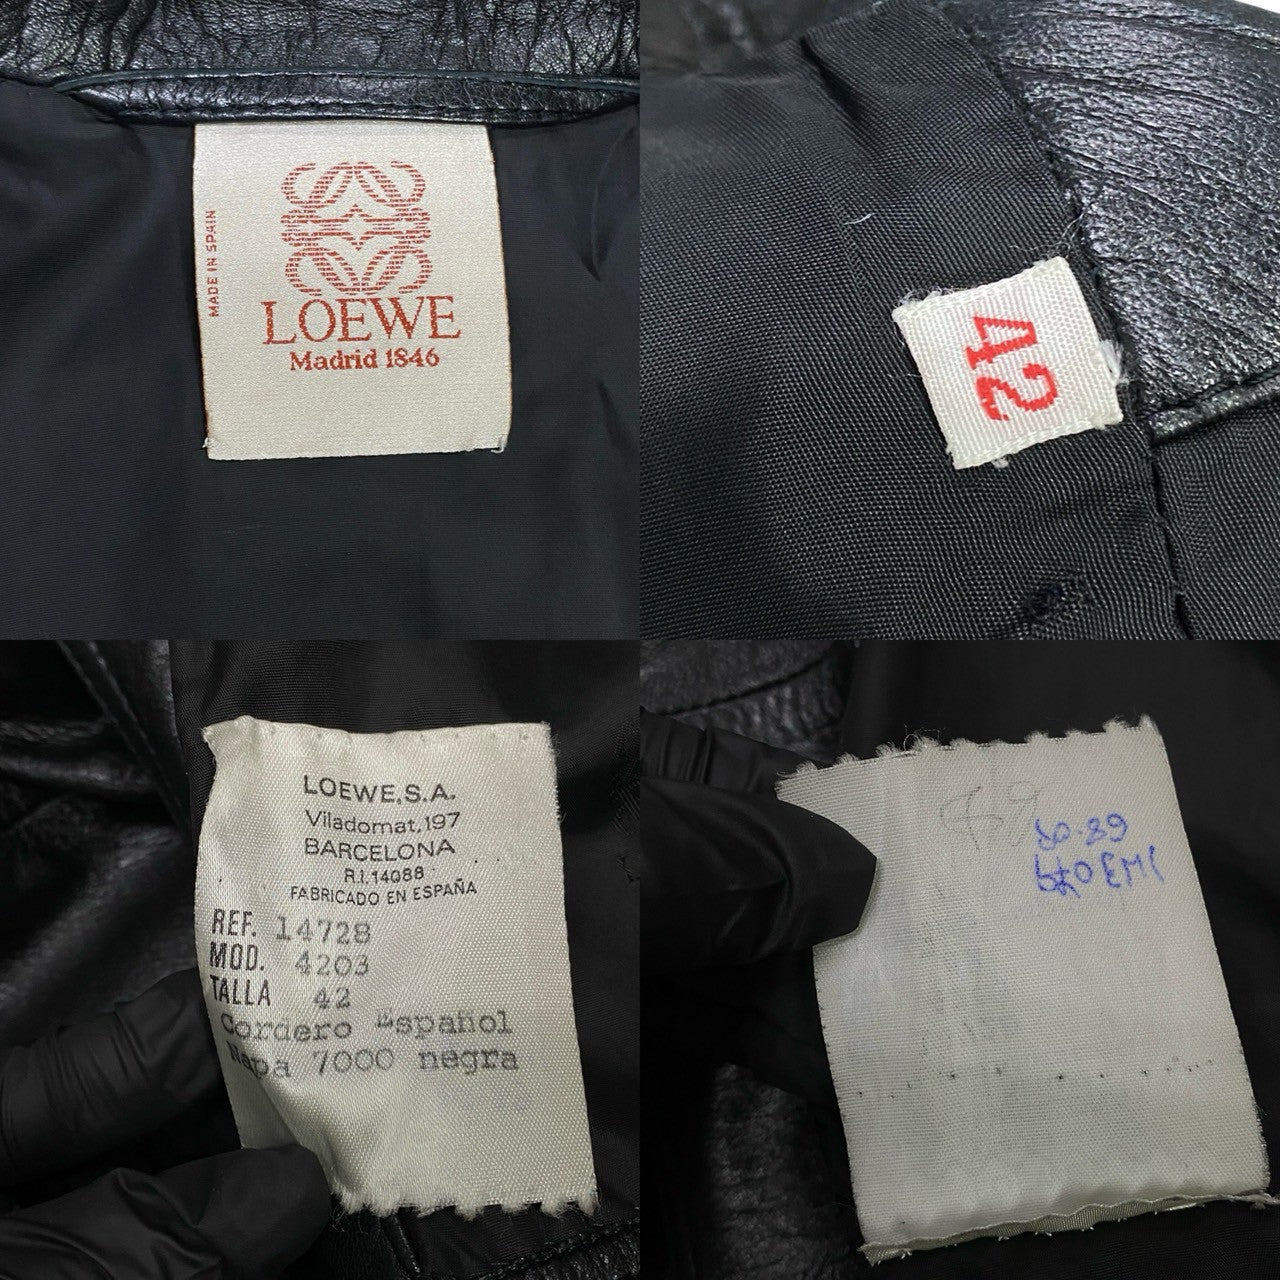 MADE IN SPAIN
LOEWE
Madrid 1846
42
LOEWE, S.A.
Viladomat, 197
BARCELONA
R.I. 14088
FABRICADO EN ESPAÑA
REF. 14728
MOD. 4203
TALLA 42
Cordero Español
Napa 7000 negra